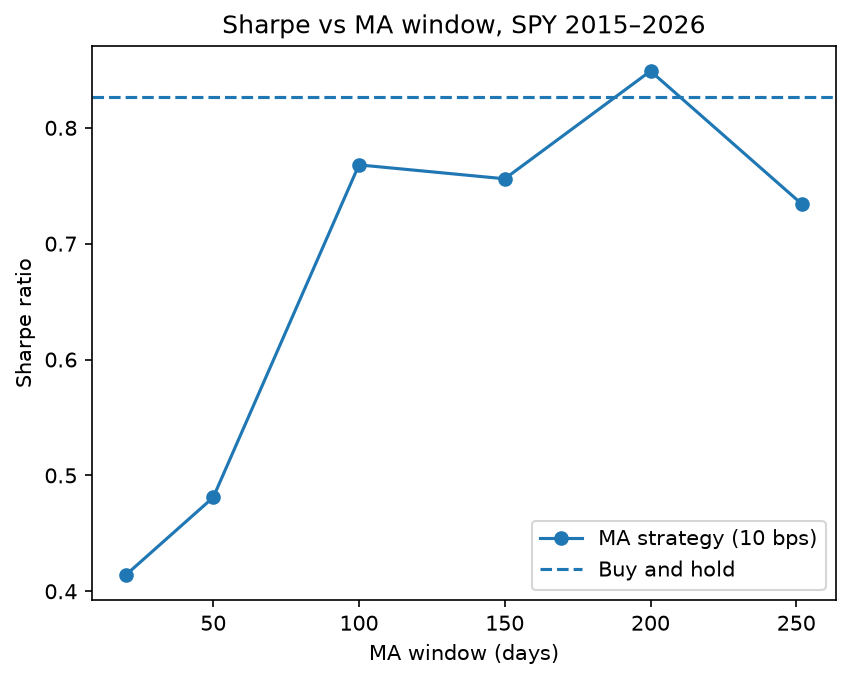 Sharpe vs MA window, SPY 2015–2026
Sharpe ratio
0.8
0.7
0.6
0.5
0.4
50
100
150
200
250
MA window (days)
MA strategy (10 bps)
Buy and hold